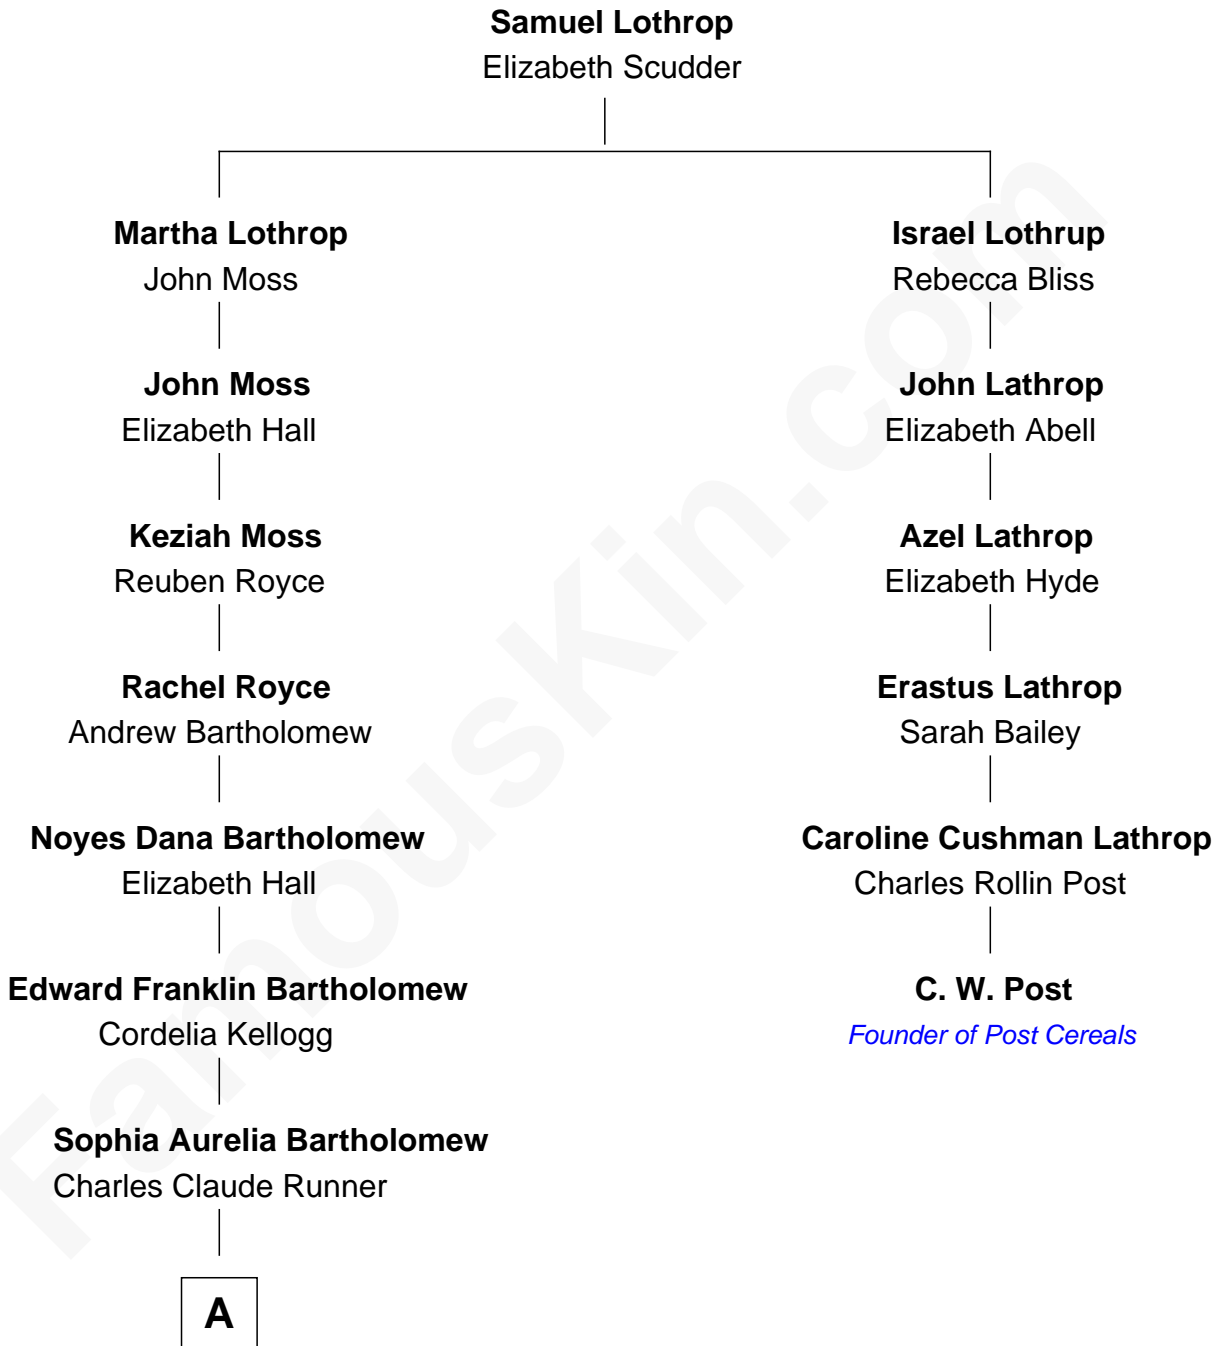 Samuel Lothrop
Elizabeth Scudder
Martha Lothrop
John Moss
Israel Lothrup
Rebecca Bliss
John Moss
Elizabeth Hall
John Lathrop
Elizabeth Abell
Keziah Moss
Reuben Royce
Azel Lathrop
Elizabeth Hyde
Rachel Royce
Andrew Bartholomew
Erastus Lathrop
Sarah Bailey
Noyes Dana Bartholomew
Elizabeth Hall
Caroline Cushman Lathrop
Charles Rollin Post
Edward Franklin Bartholomew
Cordelia Kellogg
C. W. Post
Founder of Post Cereals
Sophia Aurelia Bartholomew
Charles Claude Runner
A
FamousKin.com